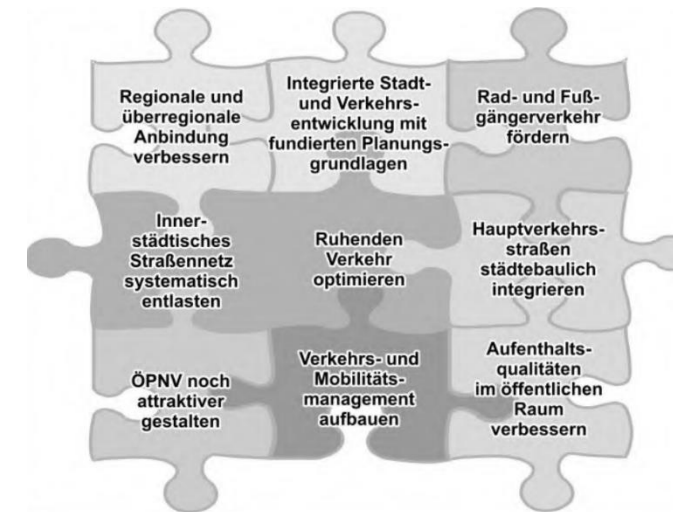 Regionale und
überregionale
Anbindung
verbessern
Integrierte Stadt-
und Verkehrs-
entwicklung mit
fundierten Planungs-
grundlagen
Rad- und Fuß-
gängerverkehr
fördern
Inner-
städtisches
Straßennetz
systematisch
entlasten
Ruhenden
Verkehr
optimieren
Hauptverkehrs-
straßen
städtebaulich
integrieren
ÖPNV noch
attraktiver
gestalten
Verkehrs- und
Mobilitäts-
management
aufbauen
Aufenthalts-
qualitäten
im öffentlichen
Raum
verbessern